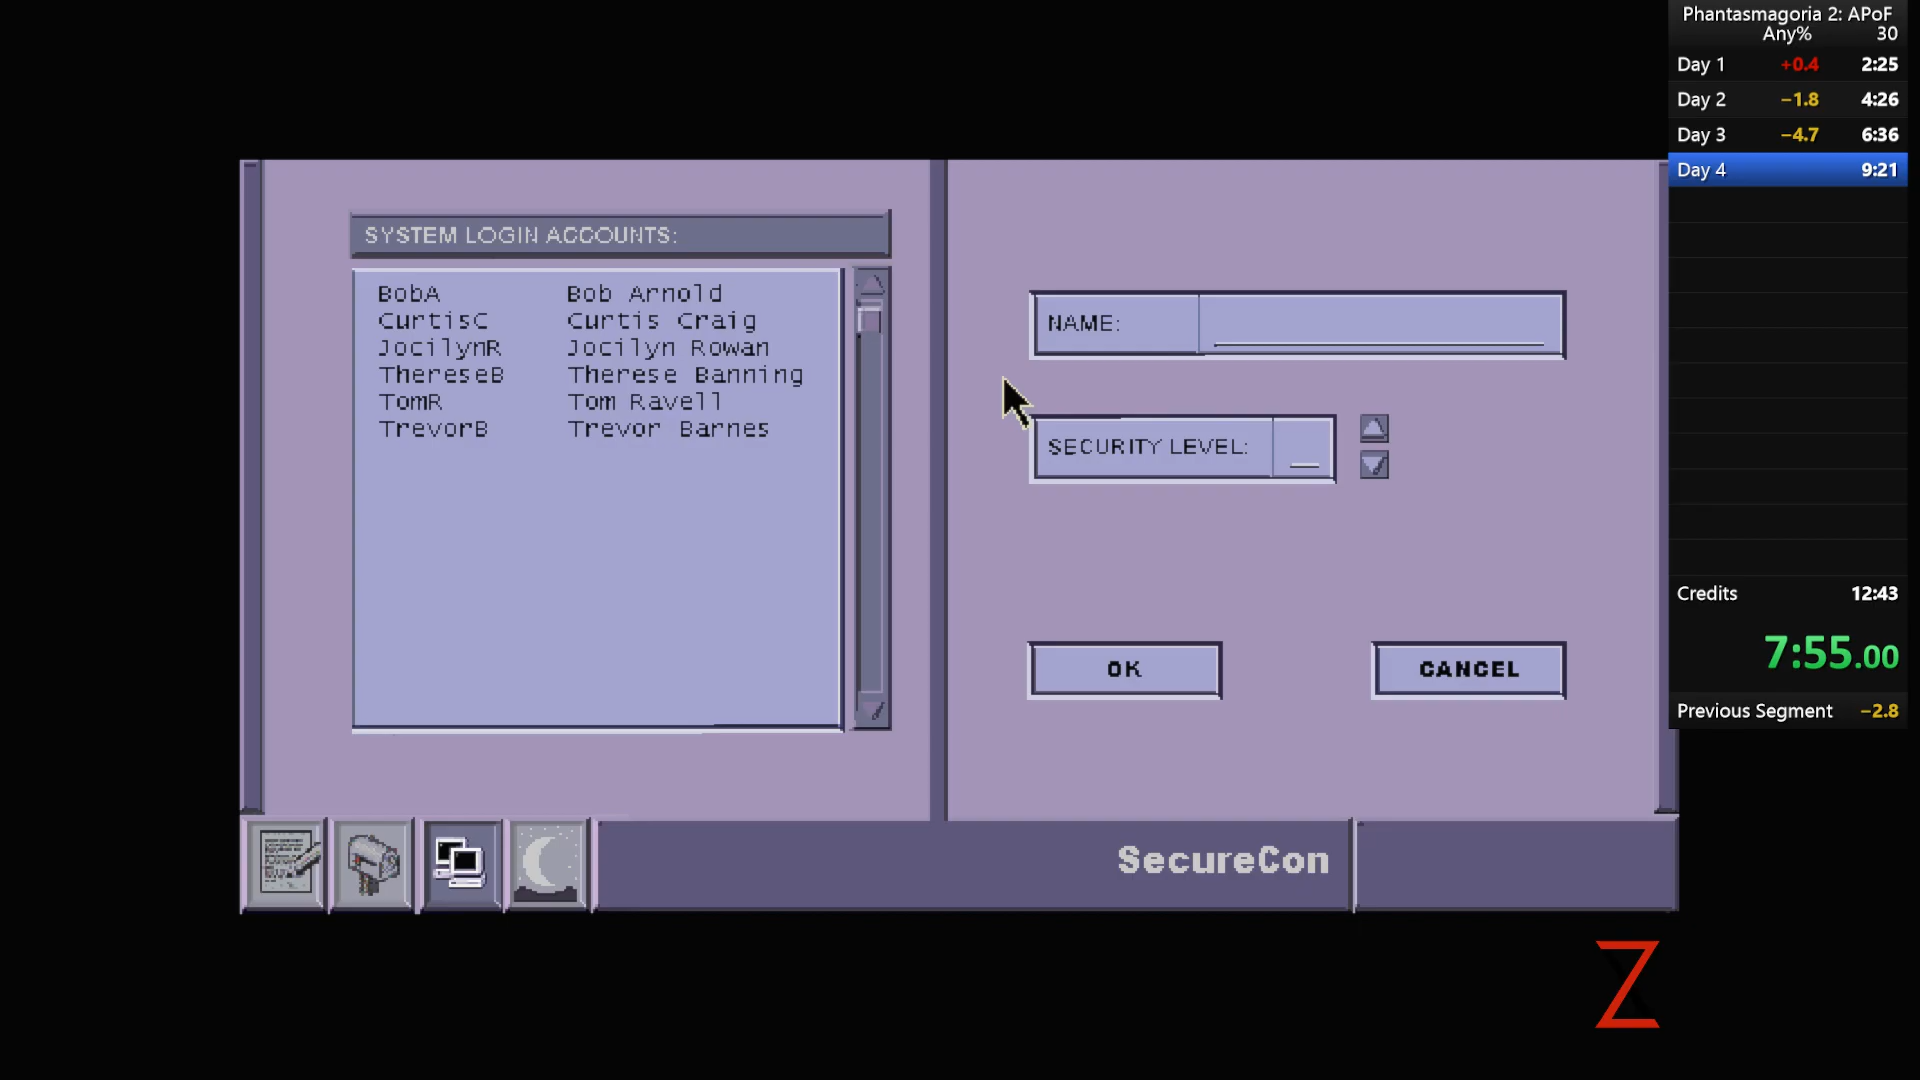 SYSTEM LOGIN ACCOUNTS:
BobA Bob Arnold
CurtisC Curtis Craig
JocilynR Jocilyn Rowan
ThereseB Therese Banning
TomR Tom Ravell
TrevorB Trevor Barnes
NAME:
SECURITY LEVEL:
OK CANCEL
SecureCon
Phantasmagoria 2: APoF
Any% 30
Day 1 +0.4 2:25
Day 2 −1.8 4:26
Day 3 −4.7 6:36
Day 4 9:21
Credits 12:43
7:55.00
Previous Segment −2.8
Z